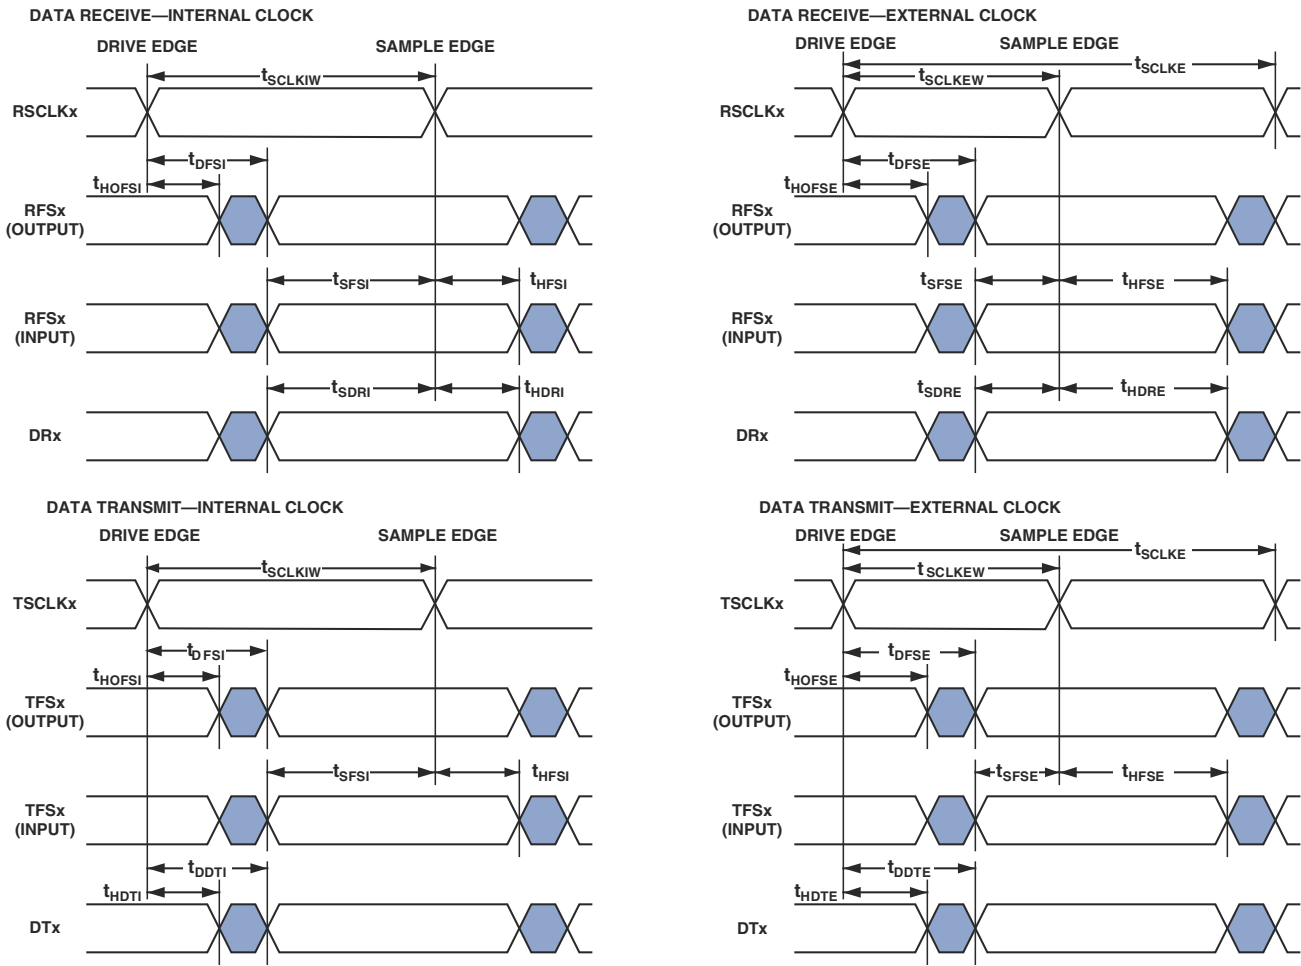 DATA RECEIVE—INTERNAL CLOCK
DRIVE EDGE
SAMPLE EDGE
tSCLKIW
RSCLKx
tDFSI
tHOFSI
RFSx
(OUTPUT)
tSFSI
tHFSI
RFSx
(INPUT)
tSDRI
tHDRI
DRx
DATA RECEIVE—EXTERNAL CLOCK
DRIVE EDGE
SAMPLE EDGE
tSCLKE
tSCLKEW
RSCLKx
tDFSE
tHOFSE
RFSx
(OUTPUT)
tSFSE
tHFSE
RFSx
(INPUT)
tSDRE
tHDRE
DRx
DATA TRANSMIT—INTERNAL CLOCK
DRIVE EDGE
SAMPLE EDGE
tSCLKIW
TSCLKx
tDFSI
tHOFSI
TFSx
(OUTPUT)
tSFSI
tHFSI
TFSx
(INPUT)
tDDTI
tHDTI
DTx
DATA TRANSMIT—EXTERNAL CLOCK
DRIVE EDGE
SAMPLE EDGE
tSCLKE
tSCLKEW
TSCLKx
tDFSE
tHOFSE
TFSx
(OUTPUT)
tSFSE
tHFSE
TFSx
(INPUT)
tDDTE
tHDTE
DTx